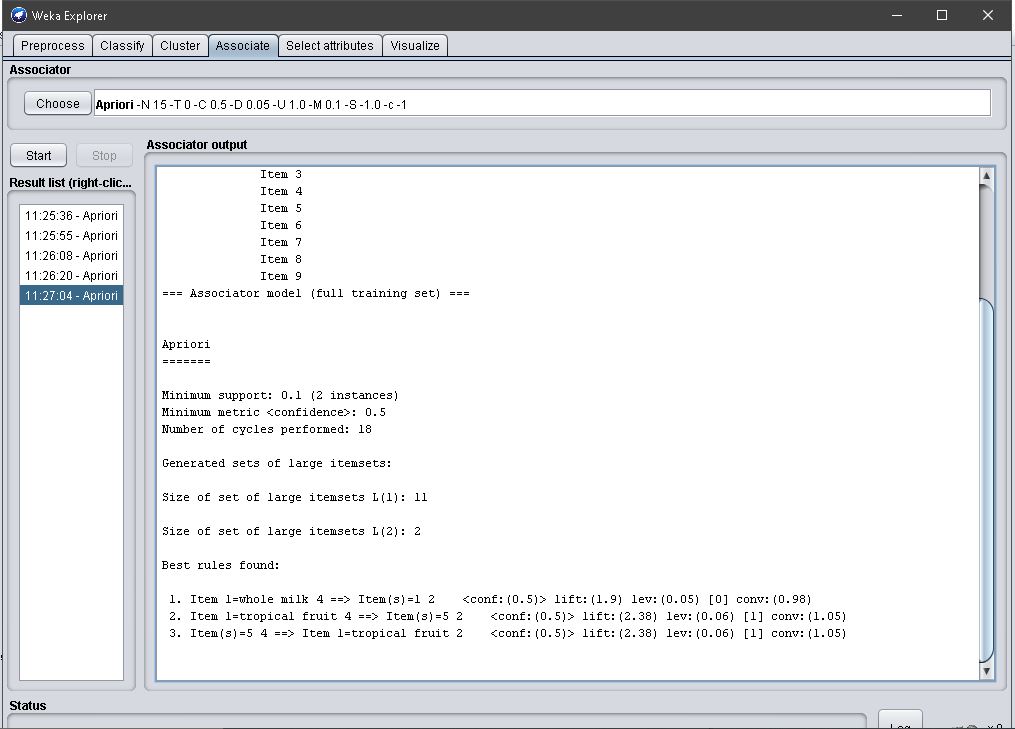 Weka Explorer
Preprocess Classify Cluster Associate Select attributes Visualize
Associator
Choose Apriori -N 15 -T 0 -C 0.5 -D 0.05 -U 1.0 -M 0.1 -S -1.0 -c -1
Start Stop
Result list (right-clic...
11:25:36 - Apriori
11:25:55 - Apriori
11:26:08 - Apriori
11:26:20 - Apriori
11:27:04 - Apriori
Associator output
Item 3
Item 4
Item 5
Item 6
Item 7
Item 8
Item 9
=== Associator model (full training set) ===
Apriori
=======
Minimum support: 0.1 (2 instances)
Minimum metric <confidence>: 0.5
Number of cycles performed: 18
Generated sets of large itemsets:
Size of set of large itemsets L(1): 11
Size of set of large itemsets L(2): 2
Best rules found:
1. Item 1=whole milk 4 ==> Item(s)=1 2 <conf:(0.5)> lift:(1.9) lev:(0.05) [0] conv:(0.98)
2. Item 1=tropical fruit 4 ==> Item(s)=5 2 <conf:(0.5)> lift:(2.38) lev:(0.06) [1] conv:(1.05)
3. Item(s)=5 4 ==> Item 1=tropical fruit 2 <conf:(0.5)> lift:(2.38) lev:(0.06) [1] conv:(1.05)
Status
Log
x 0